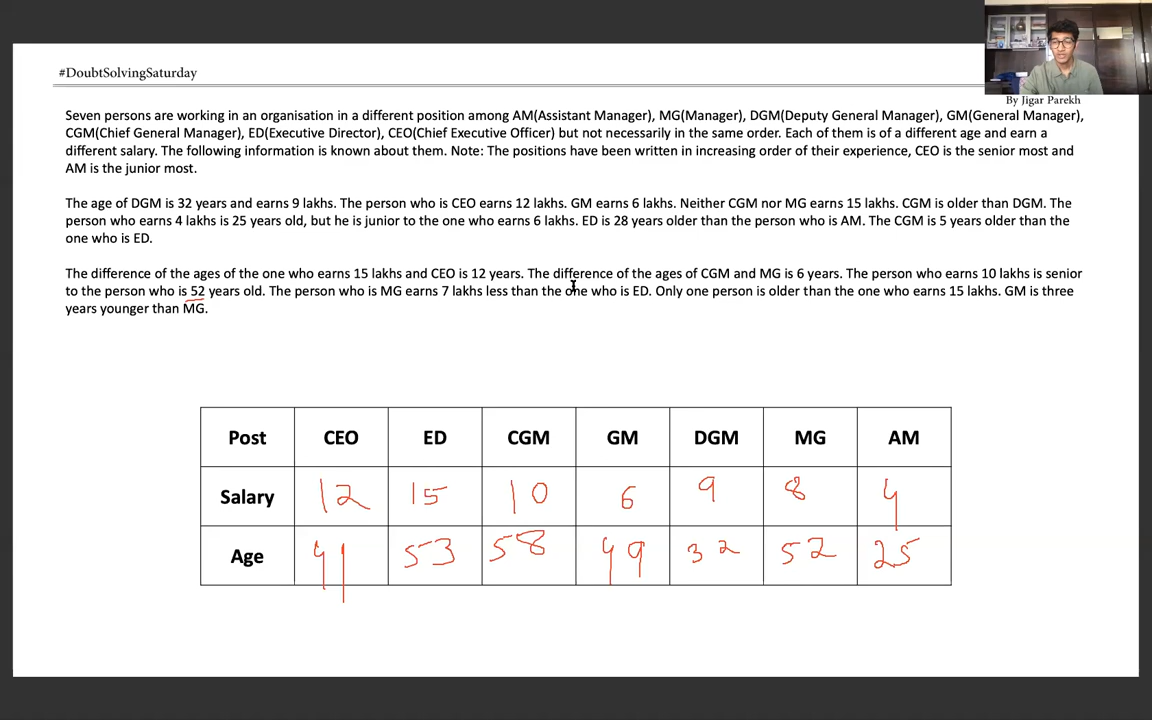 #DoubtSolvingSaturday
By Jigar Parekh
Seven persons are working in an organisation in a different position among AM(Assistant Manager), MG(Manager), DGM(Deputy General Manager), GM(General Manager),
CGM(Chief General Manager), ED(Executive Director), CEO(Chief Executive Officer) but not necessarily in the same order. Each of them is of a different age and earn a
different salary. The following information is known about them. Note: The positions have been written in increasing order of their experience, CEO is the senior most and
AM is the junior most.
The age of DGM is 32 years and earns 9 lakhs. The person who is CEO earns 12 lakhs. GM earns 6 lakhs. Neither CGM nor MG earns 15 lakhs. CGM is older than DGM. The
person who earns 4 lakhs is 25 years old, but he is junior to the one who earns 6 lakhs. ED is 28 years older than the person who is AM. The CGM is 5 years older than the
one who is ED.
The difference of the ages of the one who earns 15 lakhs and CEO is 12 years. The difference of the ages of CGM and MG is 6 years. The person who earns 10 lakhs is senior
to the person who is 52 years old. The person who is MG earns 7 lakhs less than the one who is ED. Only one person is older than the one who earns 15 lakhs. GM is three
years younger than MG.
Post CEO ED CGM GM DGM MG AM
Salary 12 15 10 6 9 8 4
Age 41 53 58 49 32 52 25